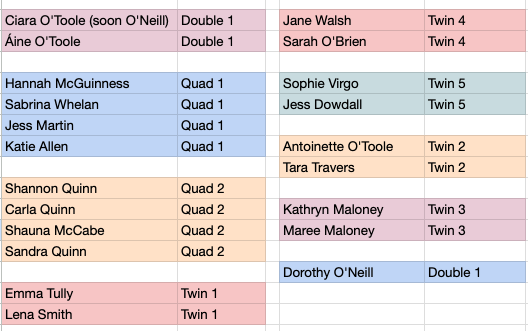 Ciara O'Toole (soon O'Neill) Double 1
Áine O'Toole Double 1
Hannah McGuinness Quad 1
Sabrina Whelan Quad 1
Jess Martin Quad 1
Katie Allen Quad 1
Shannon Quinn Quad 2
Carla Quinn Quad 2
Shauna McCabe Quad 2
Sandra Quinn Quad 2
Emma Tully Twin 1
Lena Smith Twin 1
Jane Walsh Twin 4
Sarah O'Brien Twin 4
Sophie Virgo Twin 5
Jess Dowdall Twin 5
Antoinette O'Toole Twin 2
Tara Travers Twin 2
Kathryn Maloney Twin 3
Maree Maloney Twin 3
Dorothy O'Neill Double 1